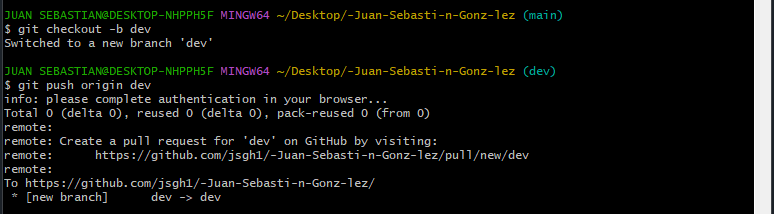 JUAN SEBASTIAN@DESKTOP-NHPPH5F MINGW64 ~/Desktop/-Juan-Sebasti-n-Gonz-lez (main)
$ git checkout -b dev
Switched to a new branch 'dev'
JUAN SEBASTIAN@DESKTOP-NHPPH5F MINGW64 ~/Desktop/-Juan-Sebasti-n-Gonz-lez (dev)
$ git push origin dev
info: please complete authentication in your browser...
Total 0 (delta 0), reused 0 (delta 0), pack-reused 0 (from 0)
remote:
remote: Create a pull request for 'dev' on GitHub by visiting:
remote:      https://github.com/jsgh1/-Juan-Sebasti-n-Gonz-lez/pull/new/dev
remote:
To https://github.com/jsgh1/-Juan-Sebasti-n-Gonz-lez/
 * [new branch]      dev -> dev